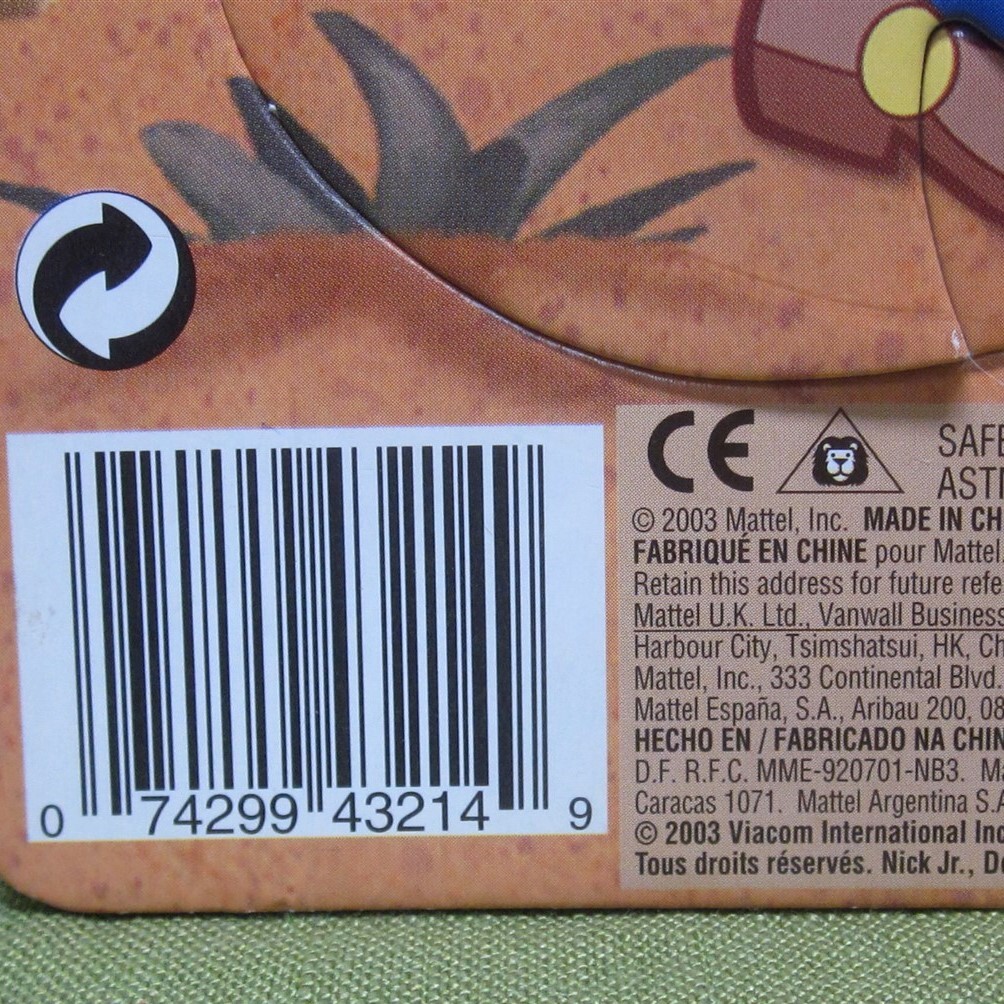 0 74299 43214 9
CE
SAFE
AST
© 2003 Mattel, Inc. MADE IN CH
FABRIQUÉ EN CHINE pour Mattel
Retain this address for future refe
Mattel U.K. Ltd., Vanwall Business
Harbour City, Tsimshatsui, HK, Ch
Mattel, Inc., 333 Continental Blvd.
Mattel España, S.A., Aribau 200, 08
HECHO EN / FABRICADO NA CHIN
D.F. R.F.C. MME-920701-NB3. Ma
Caracas 1071. Mattel Argentina S.A
© 2003 Viacom International Inc
Tous droits réservés. Nick Jr., Do